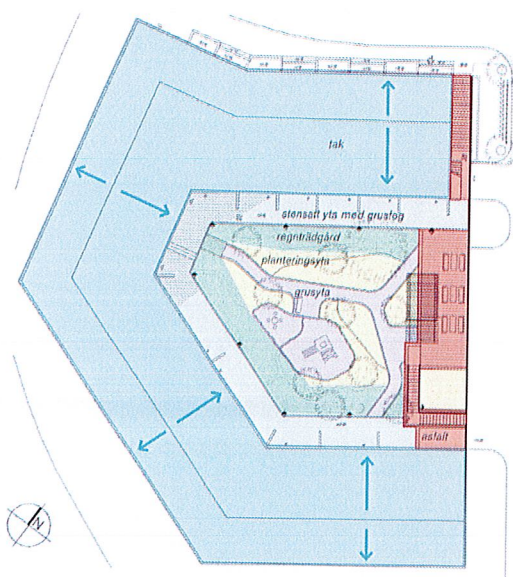 tak
stensatt yta med grusfog
regnträdgård
planteringsyta
grusyta
asfalt
N